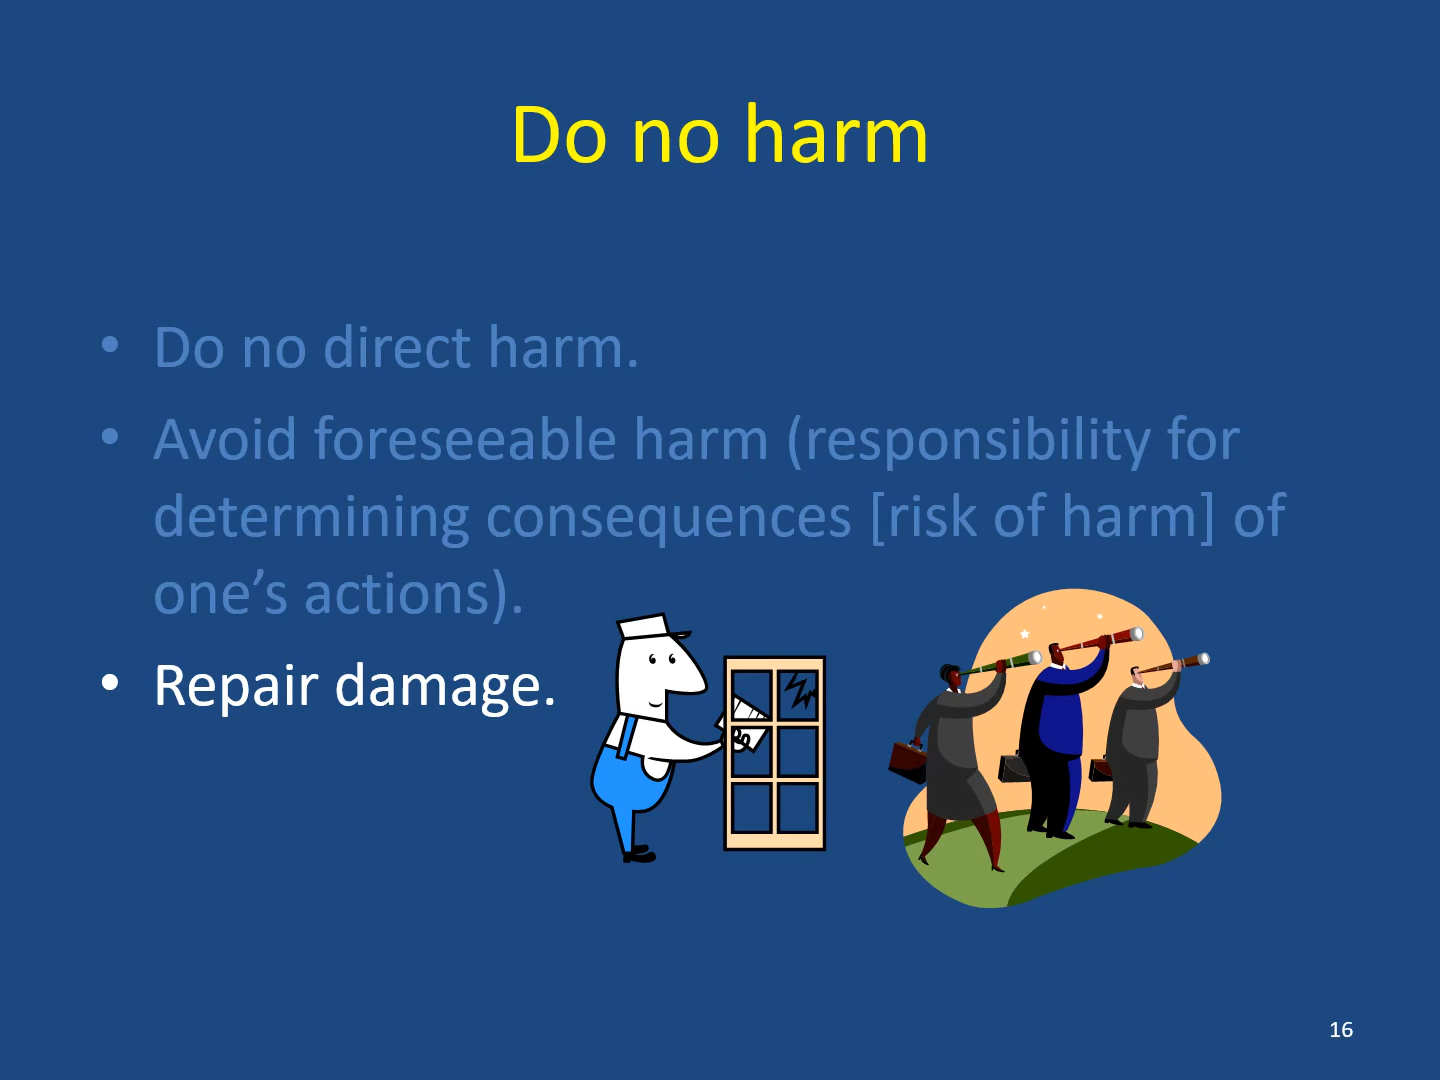 Do no harm
• Do no direct harm.
• Avoid foreseeable harm (responsibility for
determining consequences [risk of harm] of
one’s actions).
• Repair damage.
16